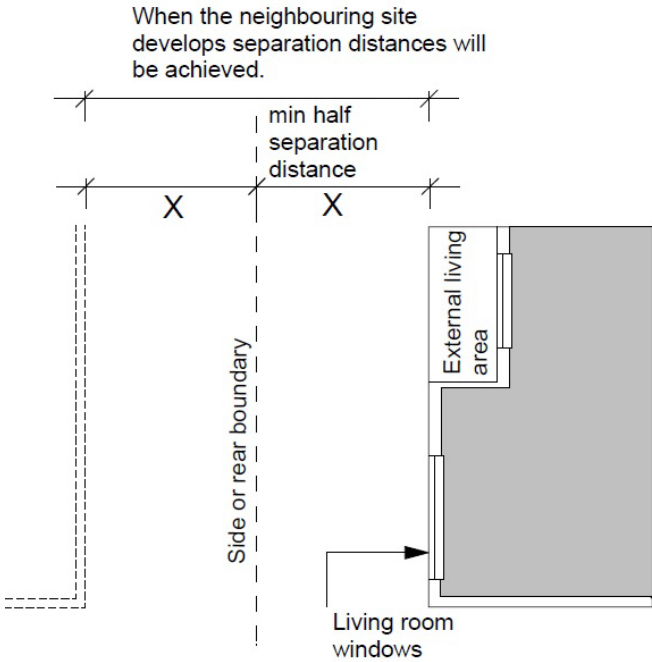 When the neighbouring site
develops separation distances will
be achieved.
min half
separation
distance
X
X
External living
area
Side or rear boundary
Living room
windows